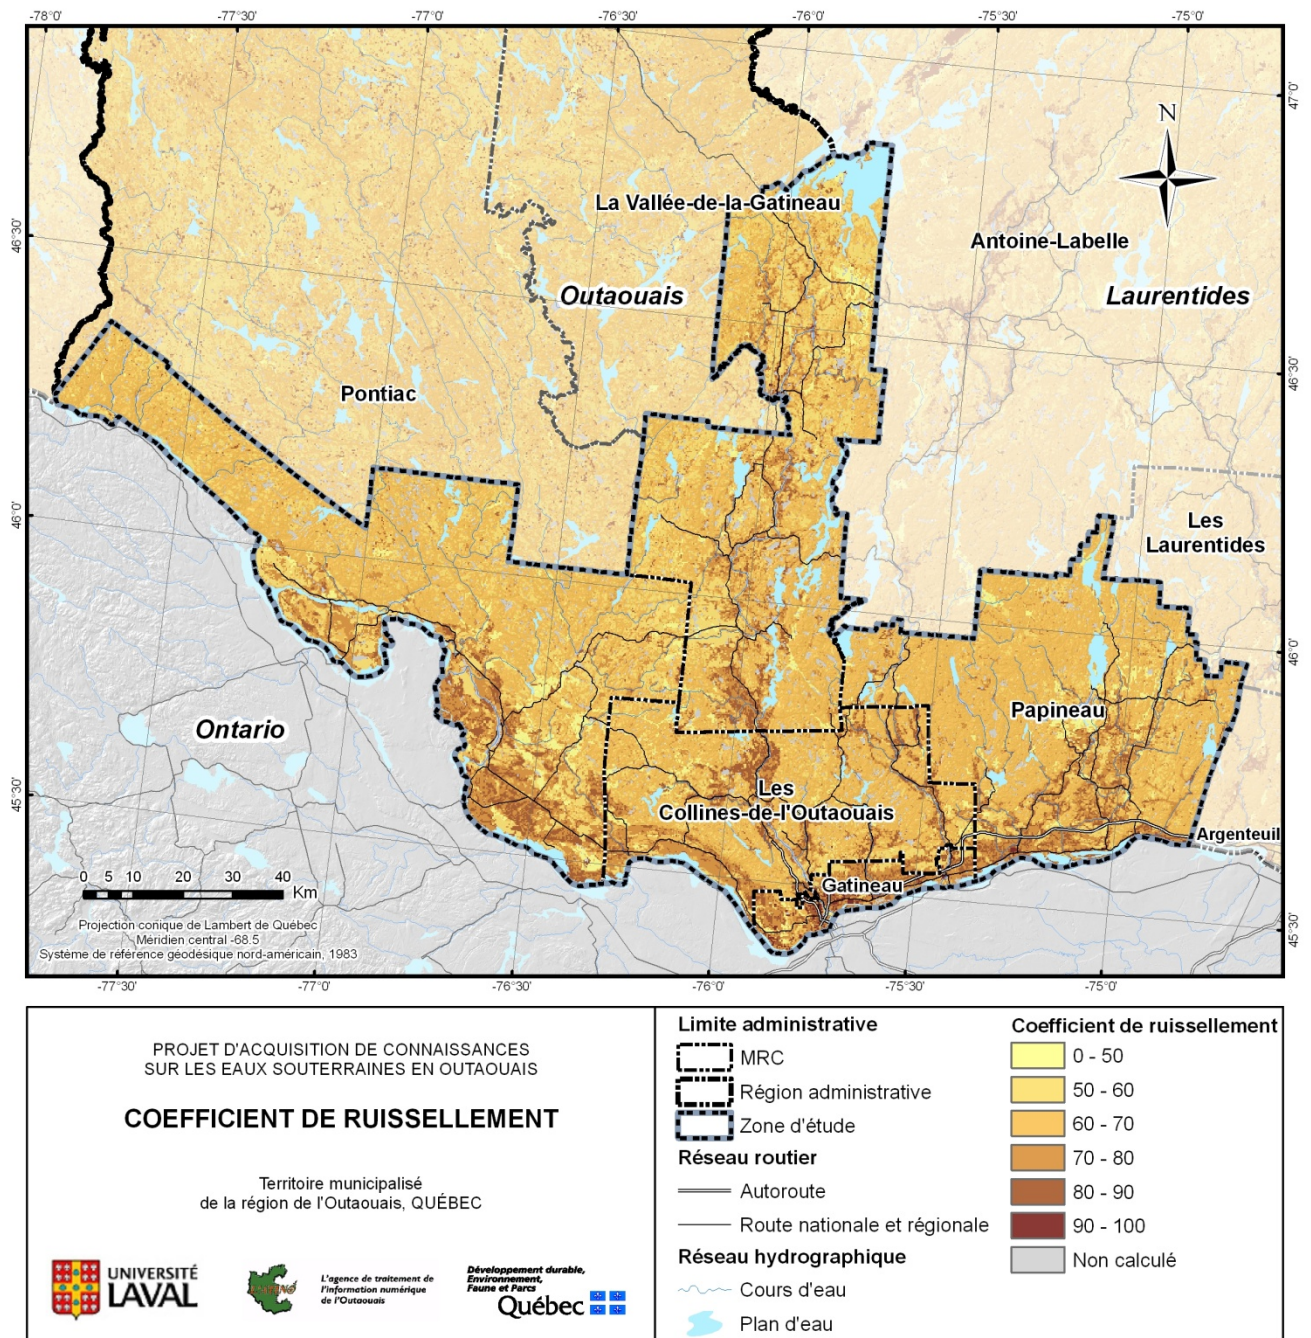 -78°0' -77°30' -77°0' -76°30' -76°0' -75°30' -75°0'
47°0'
N
La Vallée-de-la-Gatineau
Antoine-Labelle
46°30'
Outaouais
Laurentides
46°30'
Pontiac
46°0'
Les
Laurentides
46°0'
Papineau
Ontario
45°30'
Les
Collines-de-l'Outaouais
Argenteuil
Gatineau
0 5 10 20 30 40
Km
45°30'
Projection conique de Lambert de Québec
Méridien central -68.5
Système de référence géodésique nord-américain, 1983
-77°30' -77°0' -76°30' -76°0' -75°30' -75°0'
PROJET D'ACQUISITION DE CONNAISSANCES
SUR LES EAUX SOUTERRAINES EN OUTAOUAIS
COEFFICIENT DE RUISSELLEMENT
Territoire municipalisé
de la région de l'Outaouais, QUÉBEC
UNIVERSITÉ
LAVAL
L'agence de traitement de
l'information numérique
de l'Outaouais
Développement durable,
Environnement,
Faune et Parcs
Québec
Limite administrative
MRC
Région administrative
Zone d'étude
Réseau routier
Autoroute
Route nationale et régionale
Réseau hydrographique
Cours d'eau
Plan d'eau
Coefficient de ruissellement
0 - 50
50 - 60
60 - 70
70 - 80
80 - 90
90 - 100
Non calculé